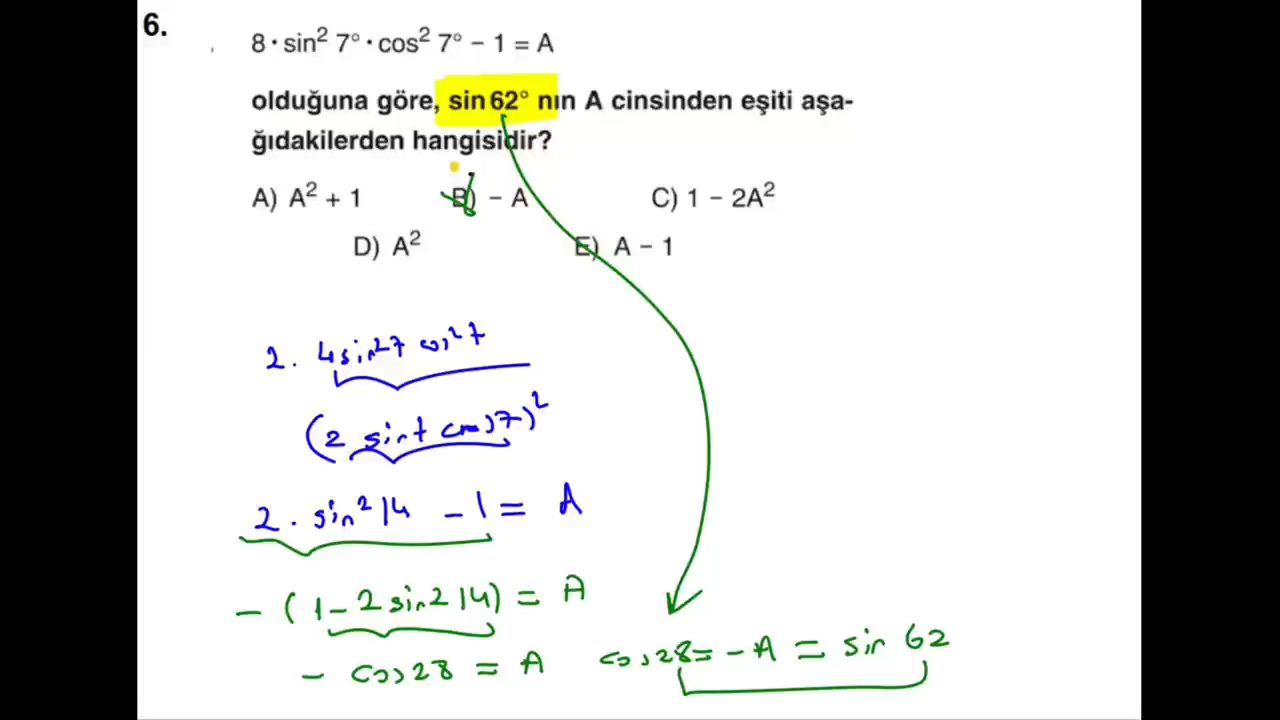 6.
8 · sin² 7° · cos² 7° − 1 = A
olduğuna göre, sin 62° nın A cinsinden eşiti aşa-
ğıdakilerden hangisidir?
A) A² + 1 B) − A C) 1 − 2A²
D) A² E) A − 1
2 . 4sin²7 cos²7
(2 sin7 cos7)²
2 . sin²14 − 1 = A
− (1 − 2 sin214) = A
− cos28 = A cos28 = − A = sin 62